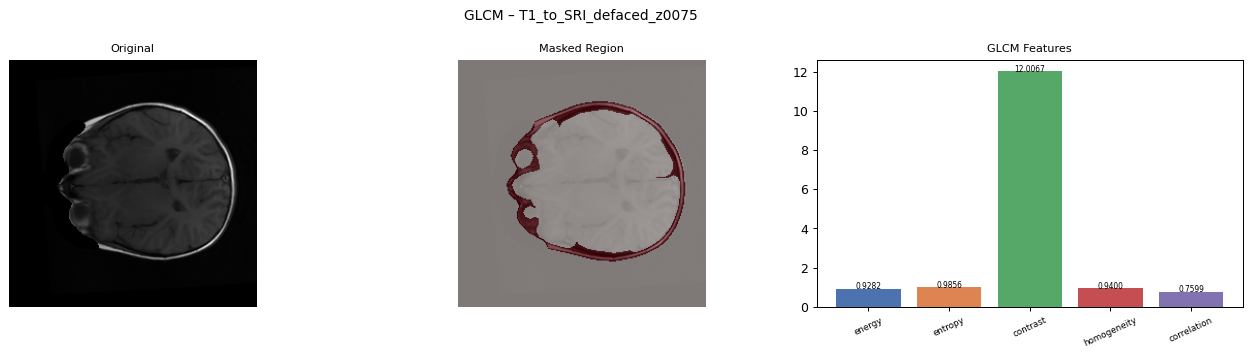 GLCM – T1_to_SRI_defaced_z0075
Original
Masked Region
GLCM Features
12
10
8
6
4
2
0
0.9282
0.9856
12.0067
0.9400
0.7599
energy
entropy
contrast
homogeneity
correlation